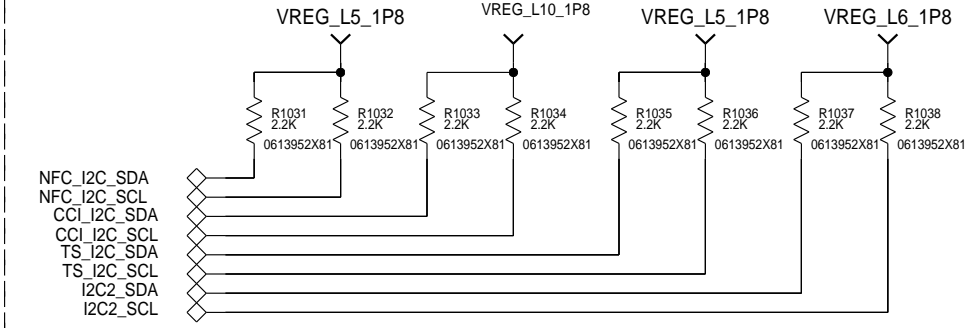 VREG_L5_1P8
VREG_L10_1P8
VREG_L5_1P8
VREG_L6_1P8
R1031
2.2K
0613952X81
R1032
2.2K
0613952X81
R1033
2.2K
0613952X81
R1034
2.2K
0613952X81
R1035
2.2K
0613952X81
R1036
2.2K
0613952X81
R1037
2.2K
0613952X81
R1038
2.2K
0613952X81
NFC_I2C_SDA
NFC_I2C_SCL
CCI_I2C_SDA
CCI_I2C_SCL
TS_I2C_SDA
TS_I2C_SCL
I2C2_SDA
I2C2_SCL